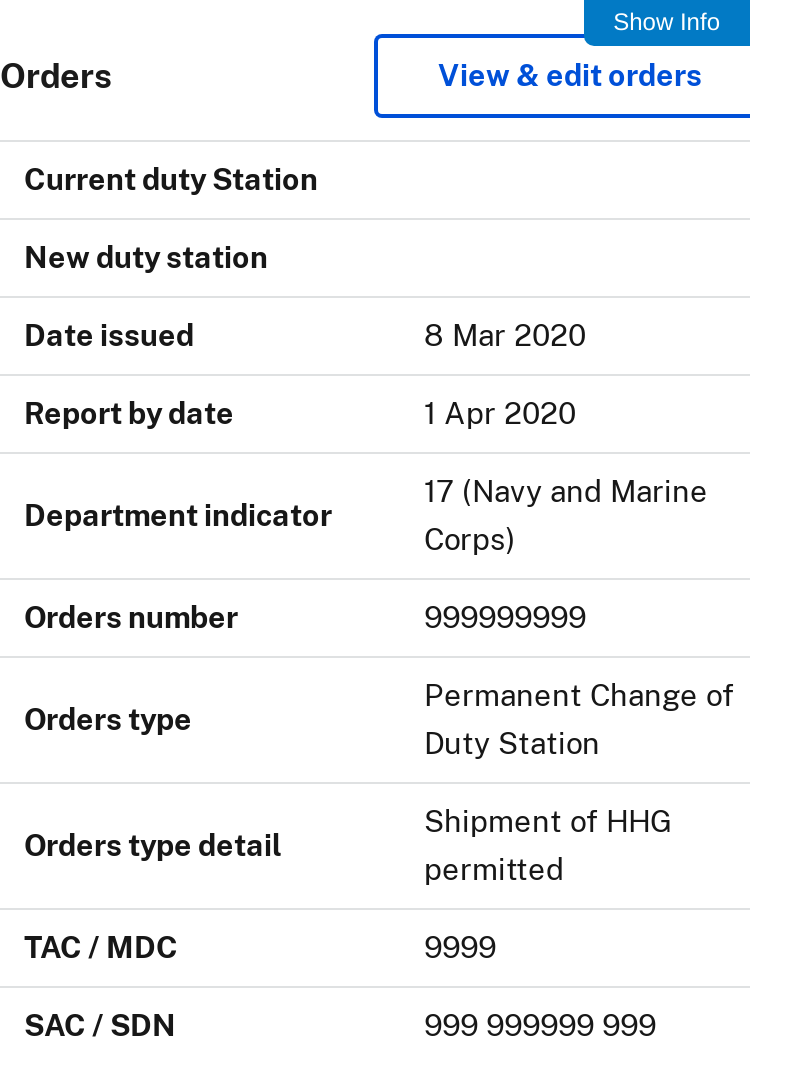 Show Info
Orders
View & edit orders
Current duty Station
New duty station
Date issued
8 Mar 2020
Report by date
1 Apr 2020
Department indicator
17 (Navy and Marine
Corps)
Orders number
999999999
Orders type
Permanent Change of
Duty Station
Orders type detail
Shipment of HHG
permitted
TAC / MDC
9999
SAC / SDN
999 999999 999